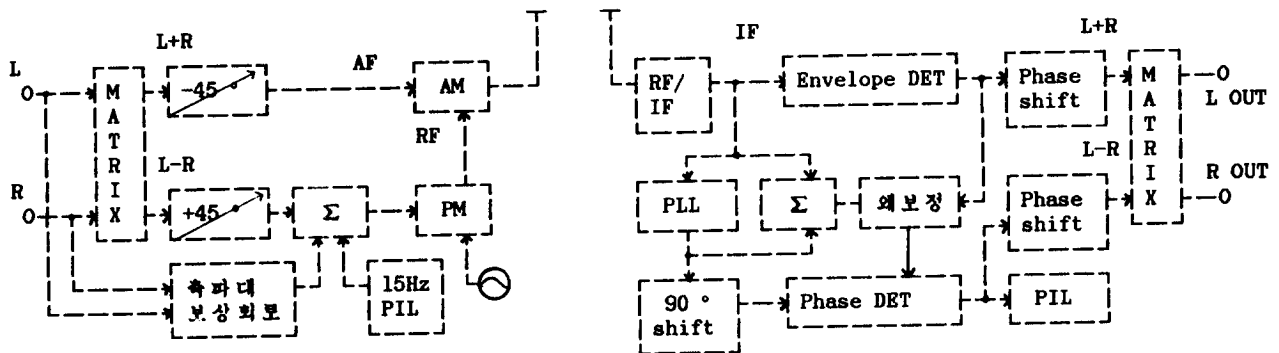 L
R
M
A
T
R
I
X
L+R
-45 °
AF
AM
RF
L-R
+45 °
Σ
PM
측파대
보상회로
15Hz
PIL
RF/
IF
IF
Envelope DET
Phase
shift
L+R
M
A
T
R
I
X
L OUT
R OUT
L-R
PLL
Σ
왜보정
Phase
shift
90 °
shift
Phase DET
PIL